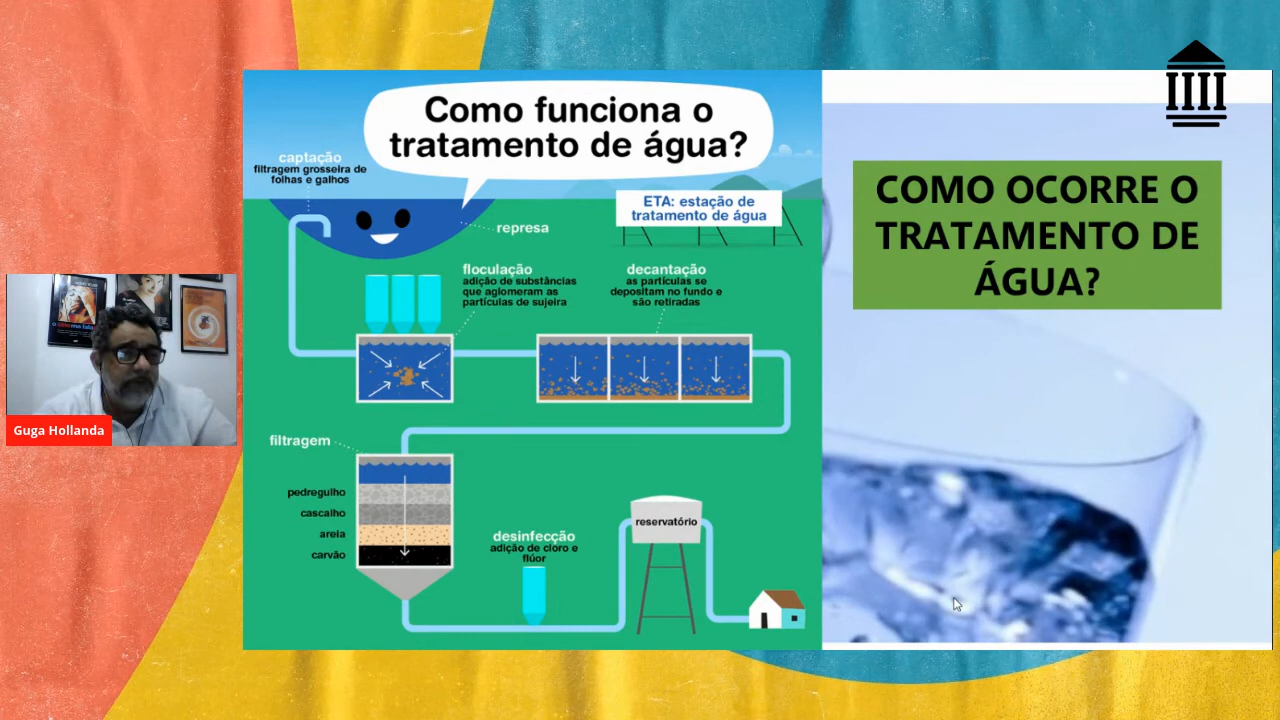 Como funciona o
tratamento de água?
captação
filtragem grosseira de
folhas e galhos
ETA: estação de
tratamento de água
represa
floculação
adição de substâncias
que aglomeram as
partículas de sujeira
decantação
as partículas se
depositam no fundo e
são retiradas
filtragem
pedregulho
cascalho
areia
carvão
desinfecção
adição de cloro e
flúor
reservatório
COMO OCORRE O
TRATAMENTO DE
ÁGUA?
Guga Hollanda